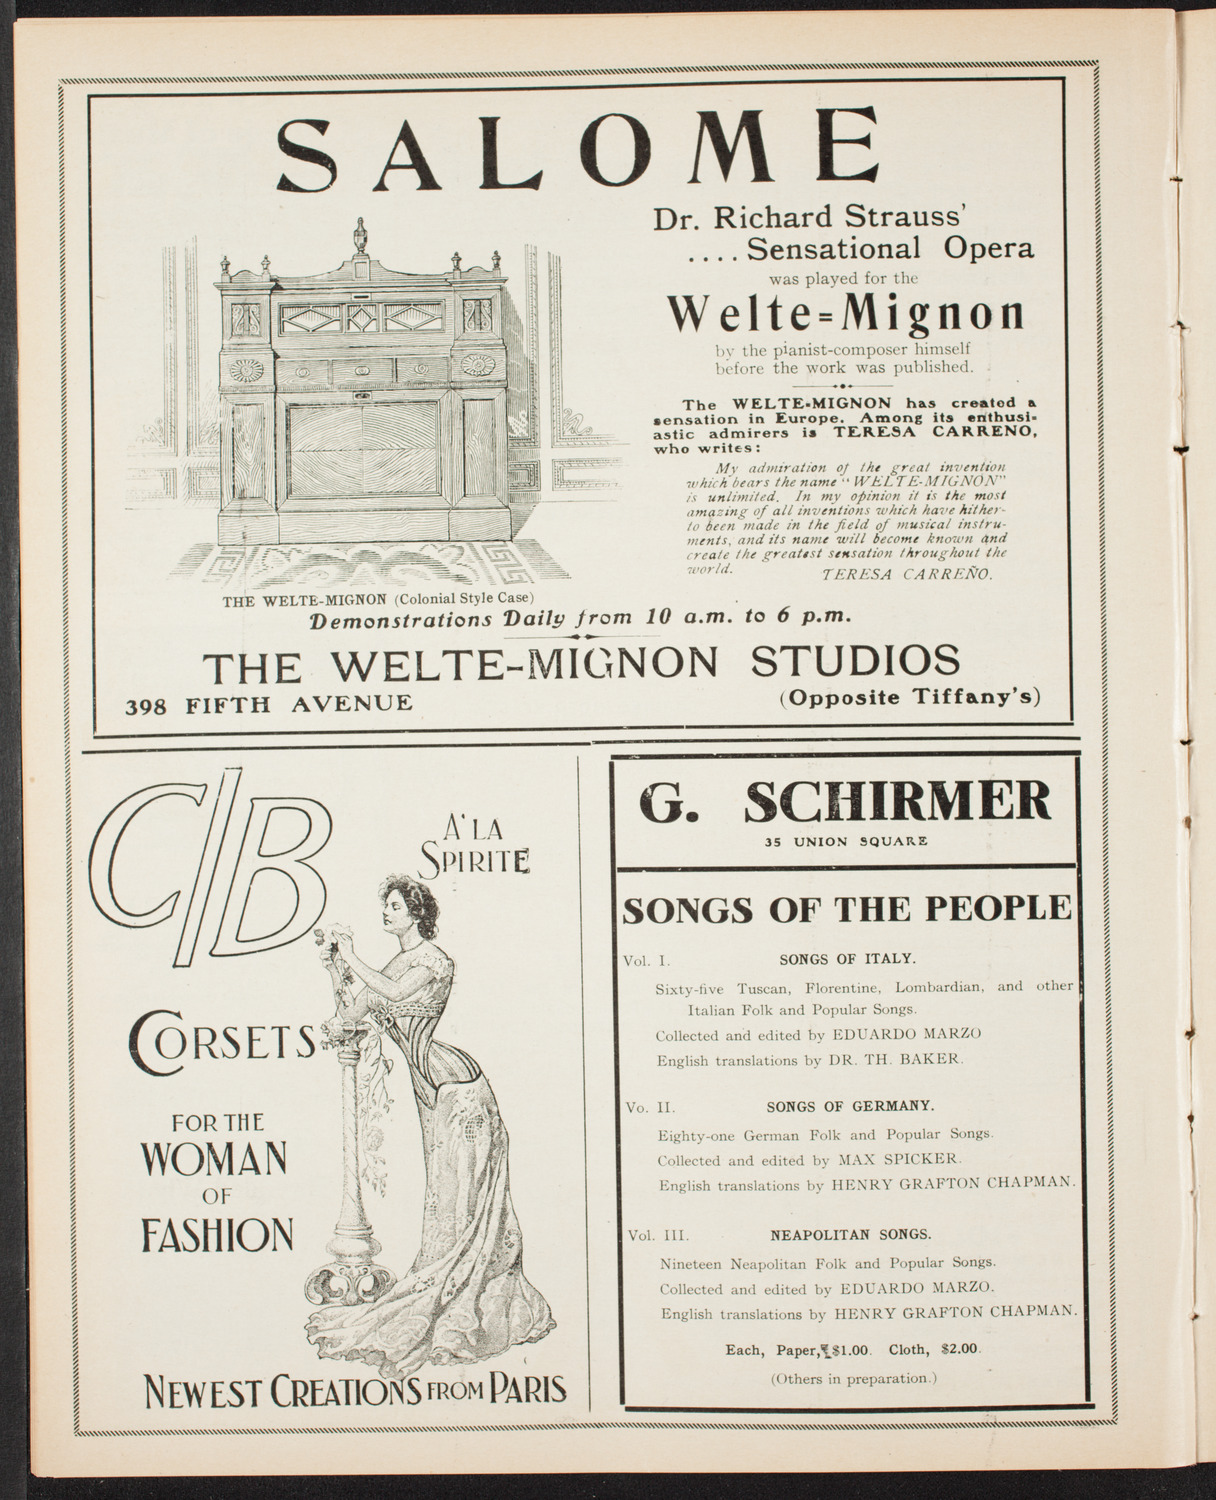 SALOME
Dr. Richard Strauss'
.... Sensational Opera
was played for the
Welte=Mignon
by the pianist-composer himself
before the work was published.
The WELTE-MIGNON has created a
sensation in Europe. Among its enthusi-
astic admirers is TERESA CARRENO,
who writes:
My admiration of the great invention
which bears the name "WELTE-MIGNON"
is unlimited. In my opinion it is the most
amazing of all inventions which have hither-
to been made in the field of musical instru-
ments, and its name will become known and
create the greatest sensation throughout the
world. TERESA CARREÑO.
THE WELTE-MIGNON (Colonial Style Case)
Demonstrations Daily from 10 a.m. to 6 p.m.
THE WELTE-MIGNON STUDIOS
398 FIFTH AVENUE (Opposite Tiffany's)
C/B
A' LA
SPIRITE
CORSETS
FOR THE
WOMAN
OF
FASHION
NEWEST CREATIONS FROM PARIS
G. SCHIRMER
35 UNION SQUARE
SONGS OF THE PEOPLE
Vol. I. SONGS OF ITALY.
Sixty-five Tuscan, Florentine, Lombardian, and other
Italian Folk and Popular Songs.
Collected and edited by EDUARDO MARZO
English translations by DR. TH. BAKER.
Vo. II. SONGS OF GERMANY.
Eighty-one German Folk and Popular Songs.
Collected and edited by MAX SPICKER.
English translations by HENRY GRAFTON CHAPMAN.
Vol. III. NEAPOLITAN SONGS.
Nineteen Neapolitan Folk and Popular Songs.
Collected and edited by EDUARDO MARZO.
English translations by HENRY GRAFTON CHAPMAN.
Each, Paper, $1.00. Cloth, $2.00.
(Others in preparation.)